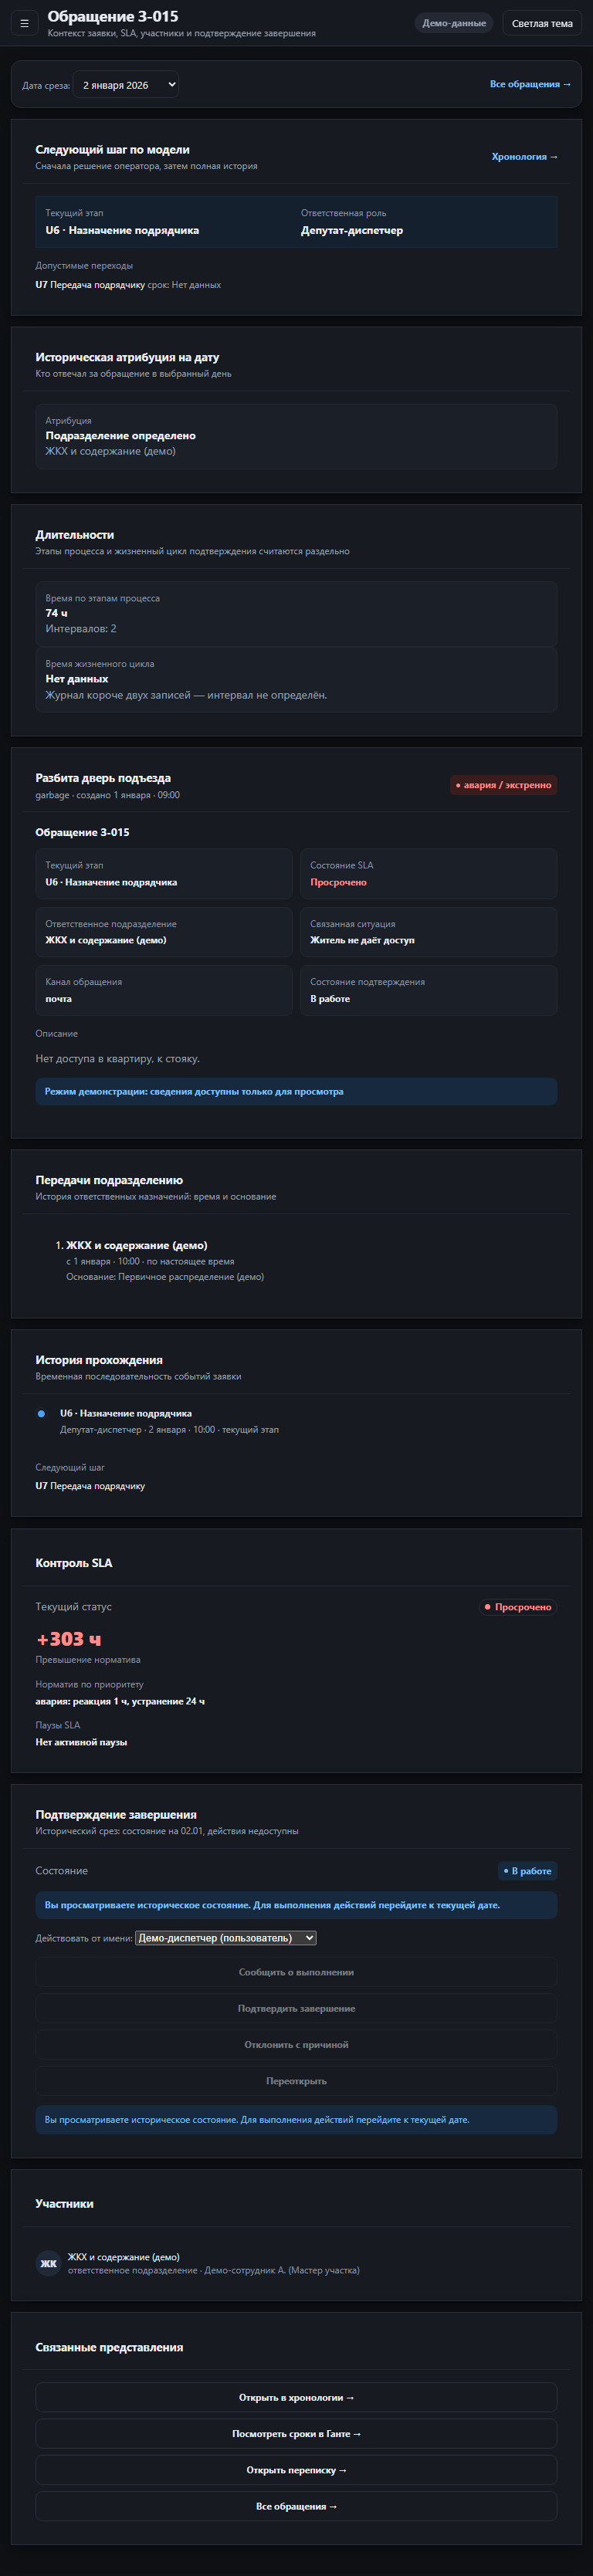 ☰
Обращение З-015
Контекст заявки, SLA, участники и подтверждение завершения
Демо-данные
Светлая тема
Дата среза: 2 января 2026
Все обращения →
Следующий шаг по модели
Сначала решение оператора, затем полная история
Хронология →
Текущий этап
U6 · Назначение подрядчика
Ответственная роль
Депутат-диспетчер
Допустимые переходы
U7 Передача подрядчику срок: Нет данных
Историческая атрибуция на дату
Кто отвечал за обращение в выбранный день
Атрибуция
Подразделение определено
ЖКХ и содержание (демо)
Длительности
Этапы процесса и жизненный цикл подтверждения считаются раздельно
Время по этапам процесса
74 ч
Интервалов: 2
Время жизненного цикла
Нет данных
Журнал короче двух записей — интервал не определён.
Разбита дверь подъезда
garbage · создано 1 января · 09:00
авария / экстренно
Обращение З-015
Текущий этап
U6 · Назначение подрядчика
Состояние SLA
Просрочено
Ответственное подразделение
ЖКХ и содержание (демо)
Связанная ситуация
Житель не даёт доступ
Канал обращения
почта
Состояние подтверждения
В работе
Описание
Нет доступа в квартиру, к стояку.
Режим демонстрации: сведения доступны только для просмотра
Передачи подразделению
История ответственных назначений: время и основание
1. ЖКХ и содержание (демо)
с 1 января · 10:00 · по настоящее время
Основание: Первичное распределение (демо)
История прохождения
Временная последовательность событий заявки
U6 · Назначение подрядчика
Депутат-диспетчер · 2 января · 10:00 · текущий этап
Следующий шаг
U7 Передача подрядчику
Контроль SLA
Текущий статус
Просрочено
+303 ч
Превышение норматива
Норматив по приоритету
авария: реакция 1 ч, устранение 24 ч
Паузы SLA
Нет активной паузы
Подтверждение завершения
Исторический срез: состояние на 02.01, действия недоступны
Состояние
В работе
Вы просматриваете историческое состояние. Для выполнения действий перейдите к текущей дате.
Действовать от имени: Демо-диспетчер (пользователь)
Сообщить о выполнении
Подтвердить завершение
Отклонить с причиной
Переоткрыть
Вы просматриваете историческое состояние. Для выполнения действий перейдите к текущей дате.
Участники
ЖК
ЖКХ и содержание (демо)
ответственное подразделение · Демо-сотрудник А. (Мастер участка)
Связанные представления
Открыть в хронологии →
Посмотреть сроки в Ганте →
Открыть переписку →
Все обращения →